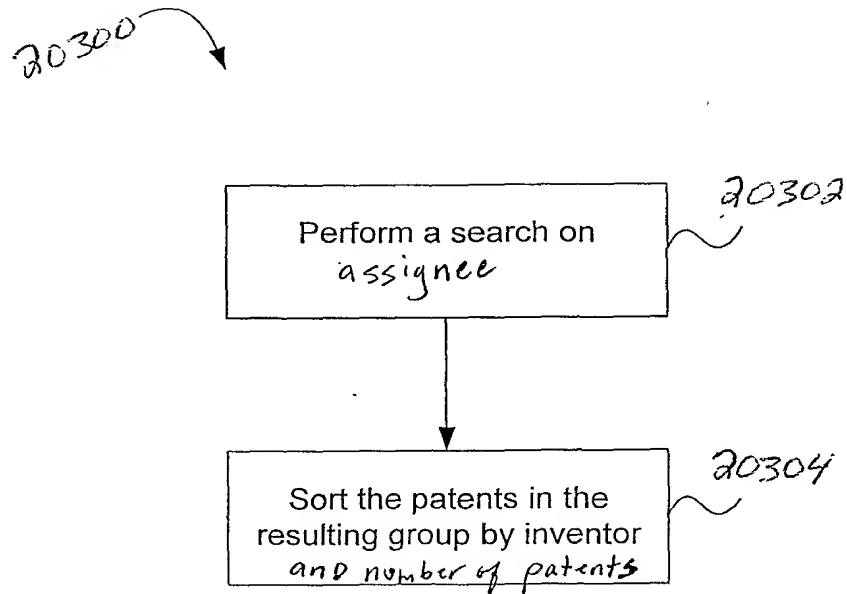 20300
20302
Perform a search on
assignee
20304
Sort the patents in the
resulting group by inventor
and number of patents